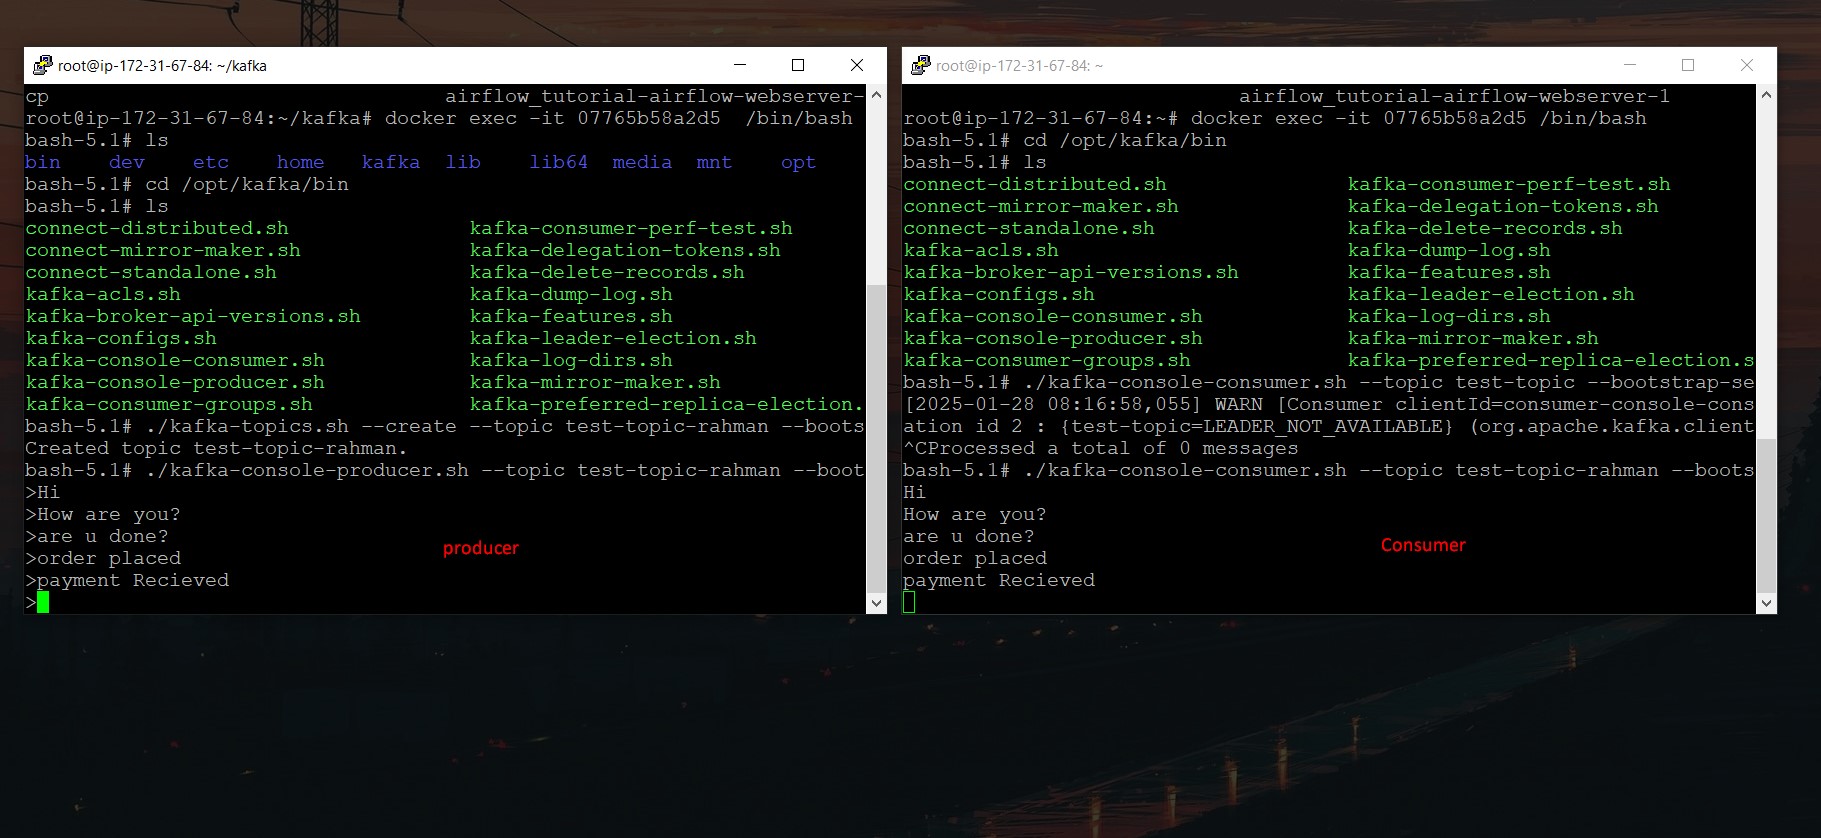 root@ip-172-31-67-84: ~/kafka
cp airflow_tutorial-airflow-webserver-
root@ip-172-31-67-84:~/kafka# docker exec -it 07765b58a2d5  /bin/bash
bash-5.1# ls
bin dev etc home kafka lib lib64 media mnt opt
bash-5.1# cd /opt/kafka/bin
bash-5.1# ls
connect-distributed.sh kafka-consumer-perf-test.sh
connect-mirror-maker.sh kafka-delegation-tokens.sh
connect-standalone.sh kafka-delete-records.sh
kafka-acls.sh kafka-dump-log.sh
kafka-broker-api-versions.sh kafka-features.sh
kafka-configs.sh kafka-leader-election.sh
kafka-console-consumer.sh kafka-log-dirs.sh
kafka-console-producer.sh kafka-mirror-maker.sh
kafka-consumer-groups.sh kafka-preferred-replica-election.
bash-5.1# ./kafka-topics.sh --create --topic test-topic-rahman --boots
Created topic test-topic-rahman.
bash-5.1# ./kafka-console-producer.sh --topic test-topic-rahman --boot
>Hi
>How are you?
>are u done?
producer
>order placed
>payment Recieved
>
root@ip-172-31-67-84: ~
airflow_tutorial-airflow-webserver-1
root@ip-172-31-67-84:~# docker exec -it 07765b58a2d5 /bin/bash
bash-5.1# cd /opt/kafka/bin
bash-5.1# ls
connect-distributed.sh kafka-consumer-perf-test.sh
connect-mirror-maker.sh kafka-delegation-tokens.sh
connect-standalone.sh kafka-delete-records.sh
kafka-acls.sh kafka-dump-log.sh
kafka-broker-api-versions.sh kafka-features.sh
kafka-configs.sh kafka-leader-election.sh
kafka-console-consumer.sh kafka-log-dirs.sh
kafka-console-producer.sh kafka-mirror-maker.sh
kafka-consumer-groups.sh kafka-preferred-replica-election.s
bash-5.1# ./kafka-console-consumer.sh --topic test-topic --bootstrap-se
[2025-01-28 08:16:58,055] WARN [Consumer clientId=consumer-console-cons
ation id 2 : {test-topic=LEADER_NOT_AVAILABLE} (org.apache.kafka.client
^CProcessed a total of 0 messages
bash-5.1# ./kafka-console-consumer.sh --topic test-topic-rahman --boots
Hi
How are you?
are u done?
Consumer
order placed
payment Recieved